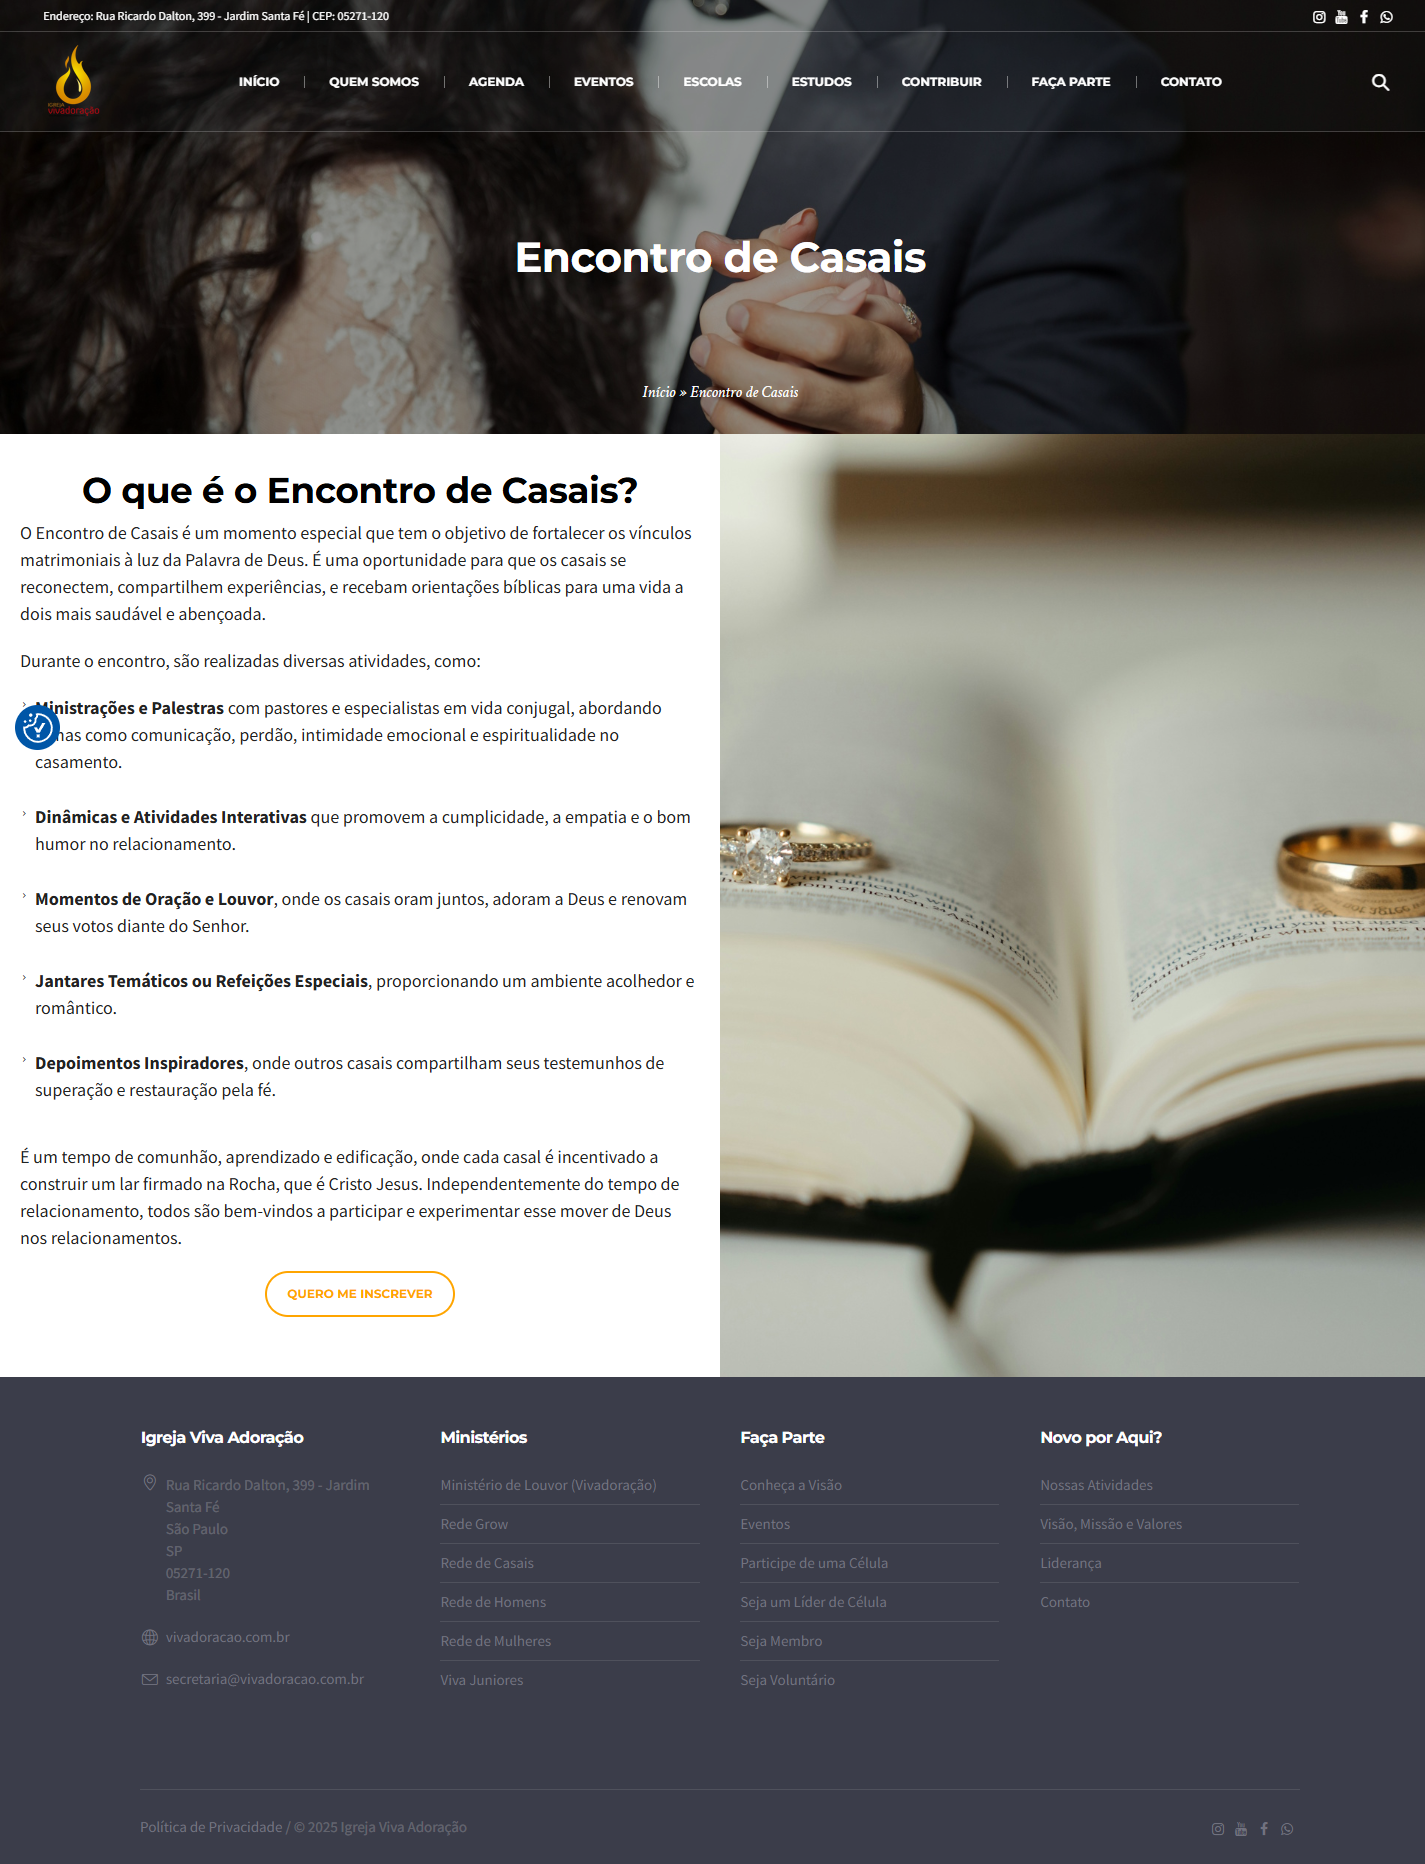 Endereço: Rua Ricardo Dalton, 399 - Jardim Santa Fé | CEP: 05271-120
IGREJA
vivadoração
INÍCIO
QUEM SOMOS
AGENDA
EVENTOS
ESCOLAS
ESTUDOS
CONTRIBUIR
FAÇA PARTE
CONTATO
Encontro de Casais
Início » Encontro de Casais
O que é o Encontro de Casais?
O Encontro de Casais é um momento especial que tem o objetivo de fortalecer os vínculos
matrimoniais à luz da Palavra de Deus. É uma oportunidade para que os casais se
reconectem, compartilhem experiências, e recebam orientações bíblicas para uma vida a
dois mais saudável e abençoada.
Durante o encontro, são realizadas diversas atividades, como:
Ministrações e Palestras com pastores e especialistas em vida conjugal, abordando
como comunicação, perdão, intimidade emocional e espiritualidade no
casamento.
Dinâmicas e Atividades Interativas que promovem a cumplicidade, a empatia e o bom
humor no relacionamento.
Momentos de Oração e Louvor, onde os casais oram juntos, adoram a Deus e renovam
seus votos diante do Senhor.
Jantares Temáticos ou Refeições Especiais, proporcionando um ambiente acolhedor e
romântico.
Depoimentos Inspiradores, onde outros casais compartilham seus testemunhos de
superação e restauração pela fé.
É um tempo de comunhão, aprendizado e edificação, onde cada casal é incentivado a
construir um lar firmado na Rocha, que é Cristo Jesus. Independentemente do tempo de
relacionamento, todos são bem-vindos a participar e experimentar esse mover de Deus
nos relacionamentos.
QUERO ME INSCREVER
Igreja Viva Adoração
Rua Ricardo Dalton, 399 - Jardim
Santa Fé
São Paulo
SP
05271-120
Brasil
vivadoracao.com.br
secretaria@vivadoracao.com.br
Ministérios
Ministério de Louvor (Vivadoração)
Rede Grow
Rede de Casais
Rede de Homens
Rede de Mulheres
Viva Juniores
Faça Parte
Conheça a Visão
Eventos
Participe de uma Célula
Seja um Líder de Célula
Seja Membro
Seja Voluntário
Novo por Aqui?
Nossas Atividades
Visão, Missão e Valores
Liderança
Contato
Política de Privacidade / © 2025 Igreja Viva Adoração